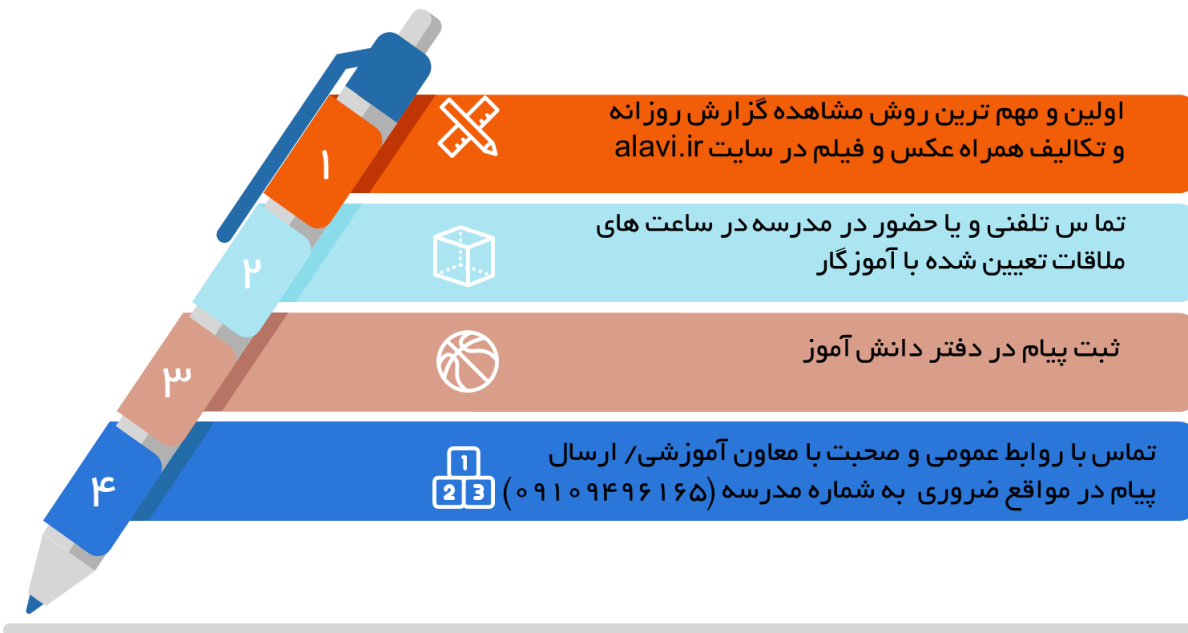 ۱
اولین و مهم ترین روش مشاهده گزارش روزانه
و تکالیف همراه عکس و فیلم در سایت alavi.ir
۲
تما س تلفنی و یا حضور در مدرسه در ساعت های
ملاقات تعیین شده با آموزگار
۳
ثبت پیام در دفتر دانش آموز
۴
تماس با روابط عمومی و صحبت با معاون آموزشی/ ارسال
پیام در مواقع ضروری به شماره مدرسه (۰۹۱۰۹۴۹۶۱۶۵)
1
2 3